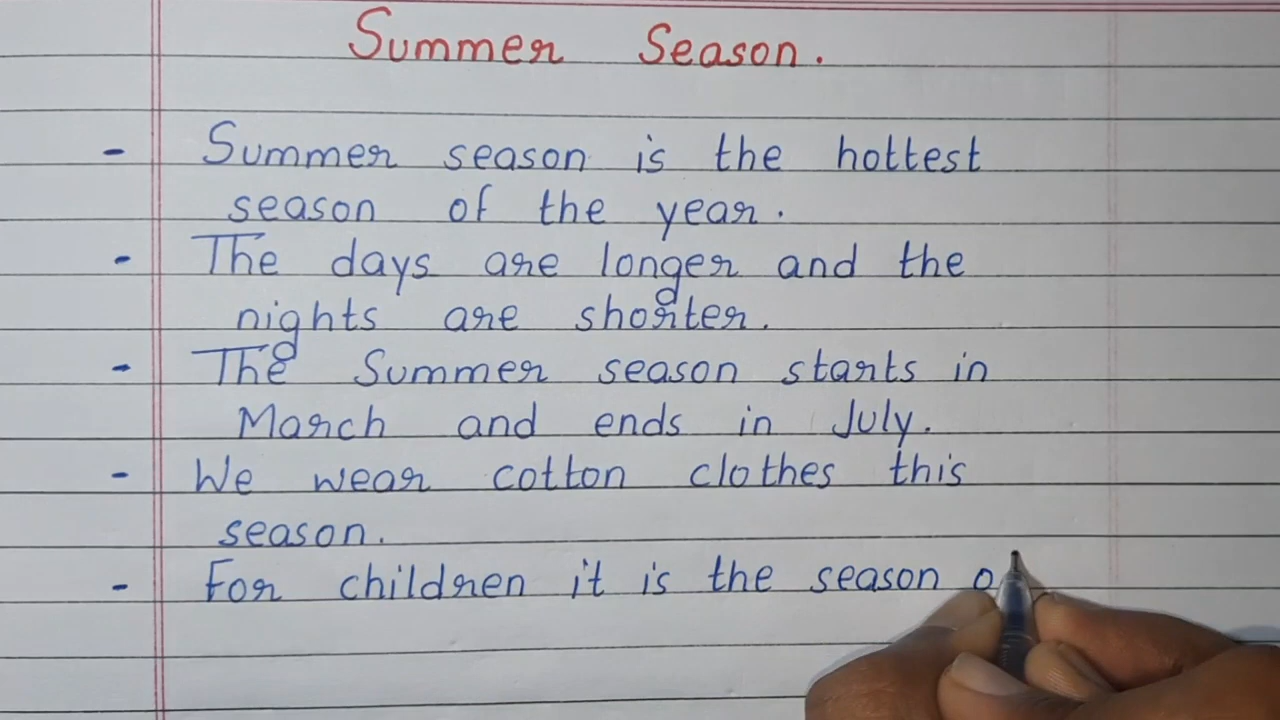 Summer Season.
- Summer season is the hottest
season of the year.
- The days are longer and the
nights are shorter.
- The Summer season starts in
March and ends in July.
- We wear cotton clothes this
season.
- For children it is the season o